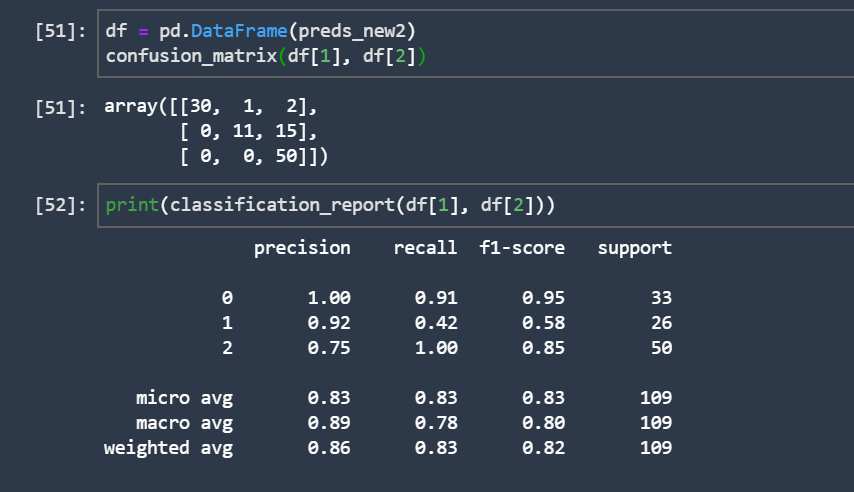 [51]: df = pd.DataFrame(preds_new2)
confusion_matrix(df[1], df[2])
[51]: array([[30,  1,  2],
       [ 0, 11, 15],
       [ 0,  0, 50]])
[52]: print(classification_report(df[1], df[2]))
              precision    recall  f1-score   support
           0       1.00      0.91      0.95        33
           1       0.92      0.42      0.58        26
           2       0.75      1.00      0.85        50
   micro avg       0.83      0.83      0.83       109
   macro avg       0.89      0.78      0.80       109
weighted avg       0.86      0.83      0.82       109